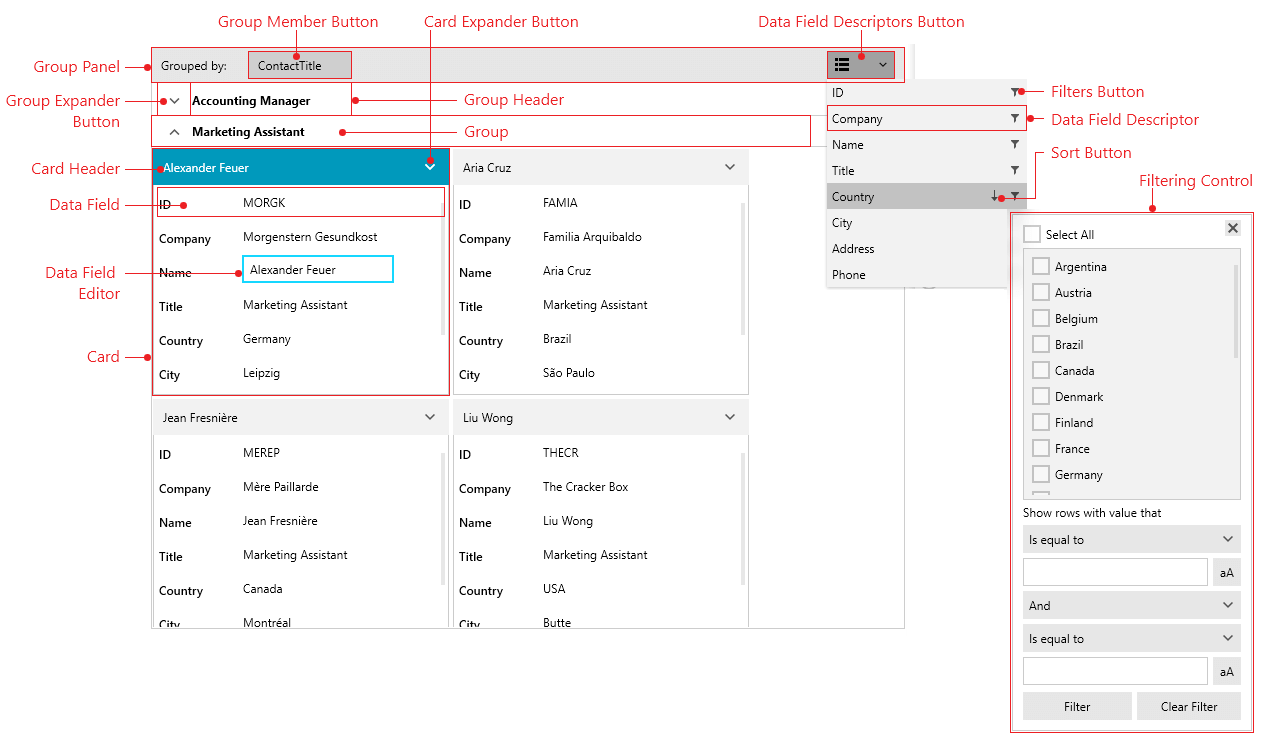 Group Member Button
Card Expander Button
Data Field Descriptors Button
Group Panel
Grouped by:
ContactTitle
Group Expander
Button
Accounting Manager
Group Header
Marketing Assistant
Group
ID
Filters Button
Company
Data Field Descriptor
Name
Sort Button
Title
Country
City
Address
Phone
Filtering Control
Card Header
Data Field
Data Field
Editor
Card
Alexander Feuer
ID MORGK
Company Morgenstern Gesundkost
Name Alexander Feuer
Title Marketing Assistant
Country Germany
City Leipzig
Aria Cruz
ID FAMIA
Company Familia Arquibaldo
Name Aria Cruz
Title Marketing Assistant
Country Brazil
City São Paulo
Jean Fresnière
ID MEREP
Company Mère Paillarde
Name Jean Fresnière
Title Marketing Assistant
Country Canada
City Montréal
Liu Wong
ID THECR
Company The Cracker Box
Name Liu Wong
Title Marketing Assistant
Country USA
City Butte
Select All
Argentina
Austria
Belgium
Brazil
Canada
Denmark
Finland
France
Germany
Show rows with value that
Is equal to
aA
And
Is equal to
aA
Filter
Clear Filter